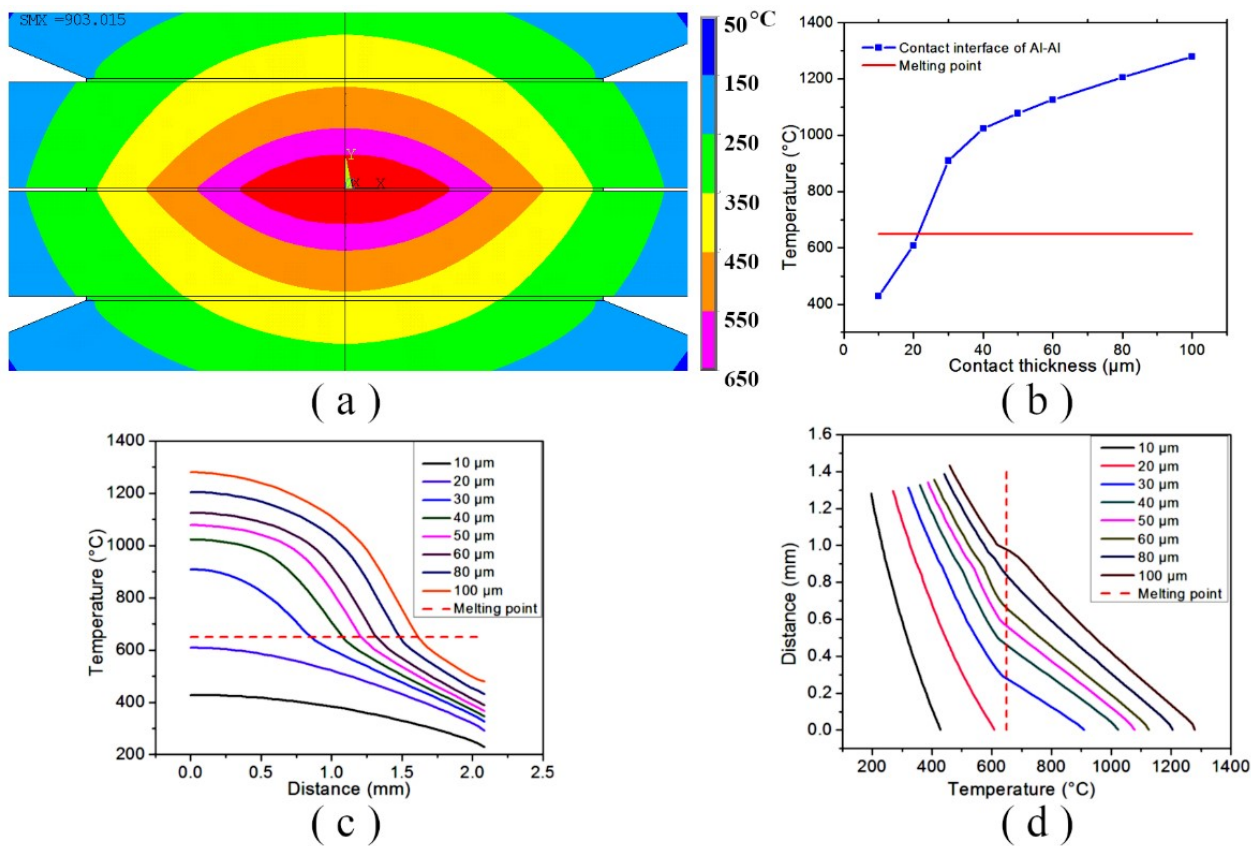 SMX =903.015
50 °C
150
250
350
450
550
650
Y
X
( a )
1400
1200
1000
800
600
400
Temperature (°C)
Contact interface of Al-Al
Melting point
0 20 40 60 80 100
Contact thickness (µm)
( b )
1400
1200
1000
800
600
400
200
Temperature (°C)
10 µm
20 µm
30 µm
40 µm
50 µm
60 µm
80 µm
100 µm
Melting point
0.0 0.5 1.0 1.5 2.0 2.5
Distance (mm)
( c )
1.6
1.4
1.2
1.0
0.8
0.6
0.4
0.2
0.0
Distance (mm)
10 µm
20 µm
30 µm
40 µm
50 µm
60 µm
80 µm
100 µm
Melting point
200 400 600 800 1000 1200 1400
Temperature (°C)
( d )